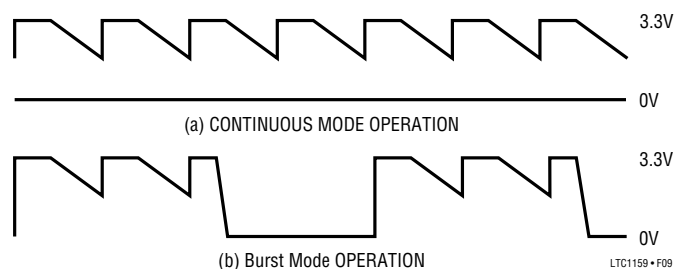 3.3V
0V
(a) CONTINUOUS MODE OPERATION
3.3V
0V
(b) Burst Mode OPERATION
LTC1159 • F09